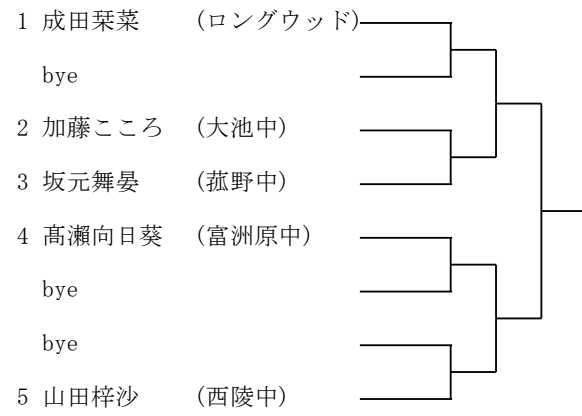 1 成田栞菜 (ロングウッド)
bye
2 加藤こころ (大池中)
3 坂元舞晏 (菰野中)
4 髙瀨向日葵 (富洲原中)
bye
bye
5 山田梓沙 (西陵中)